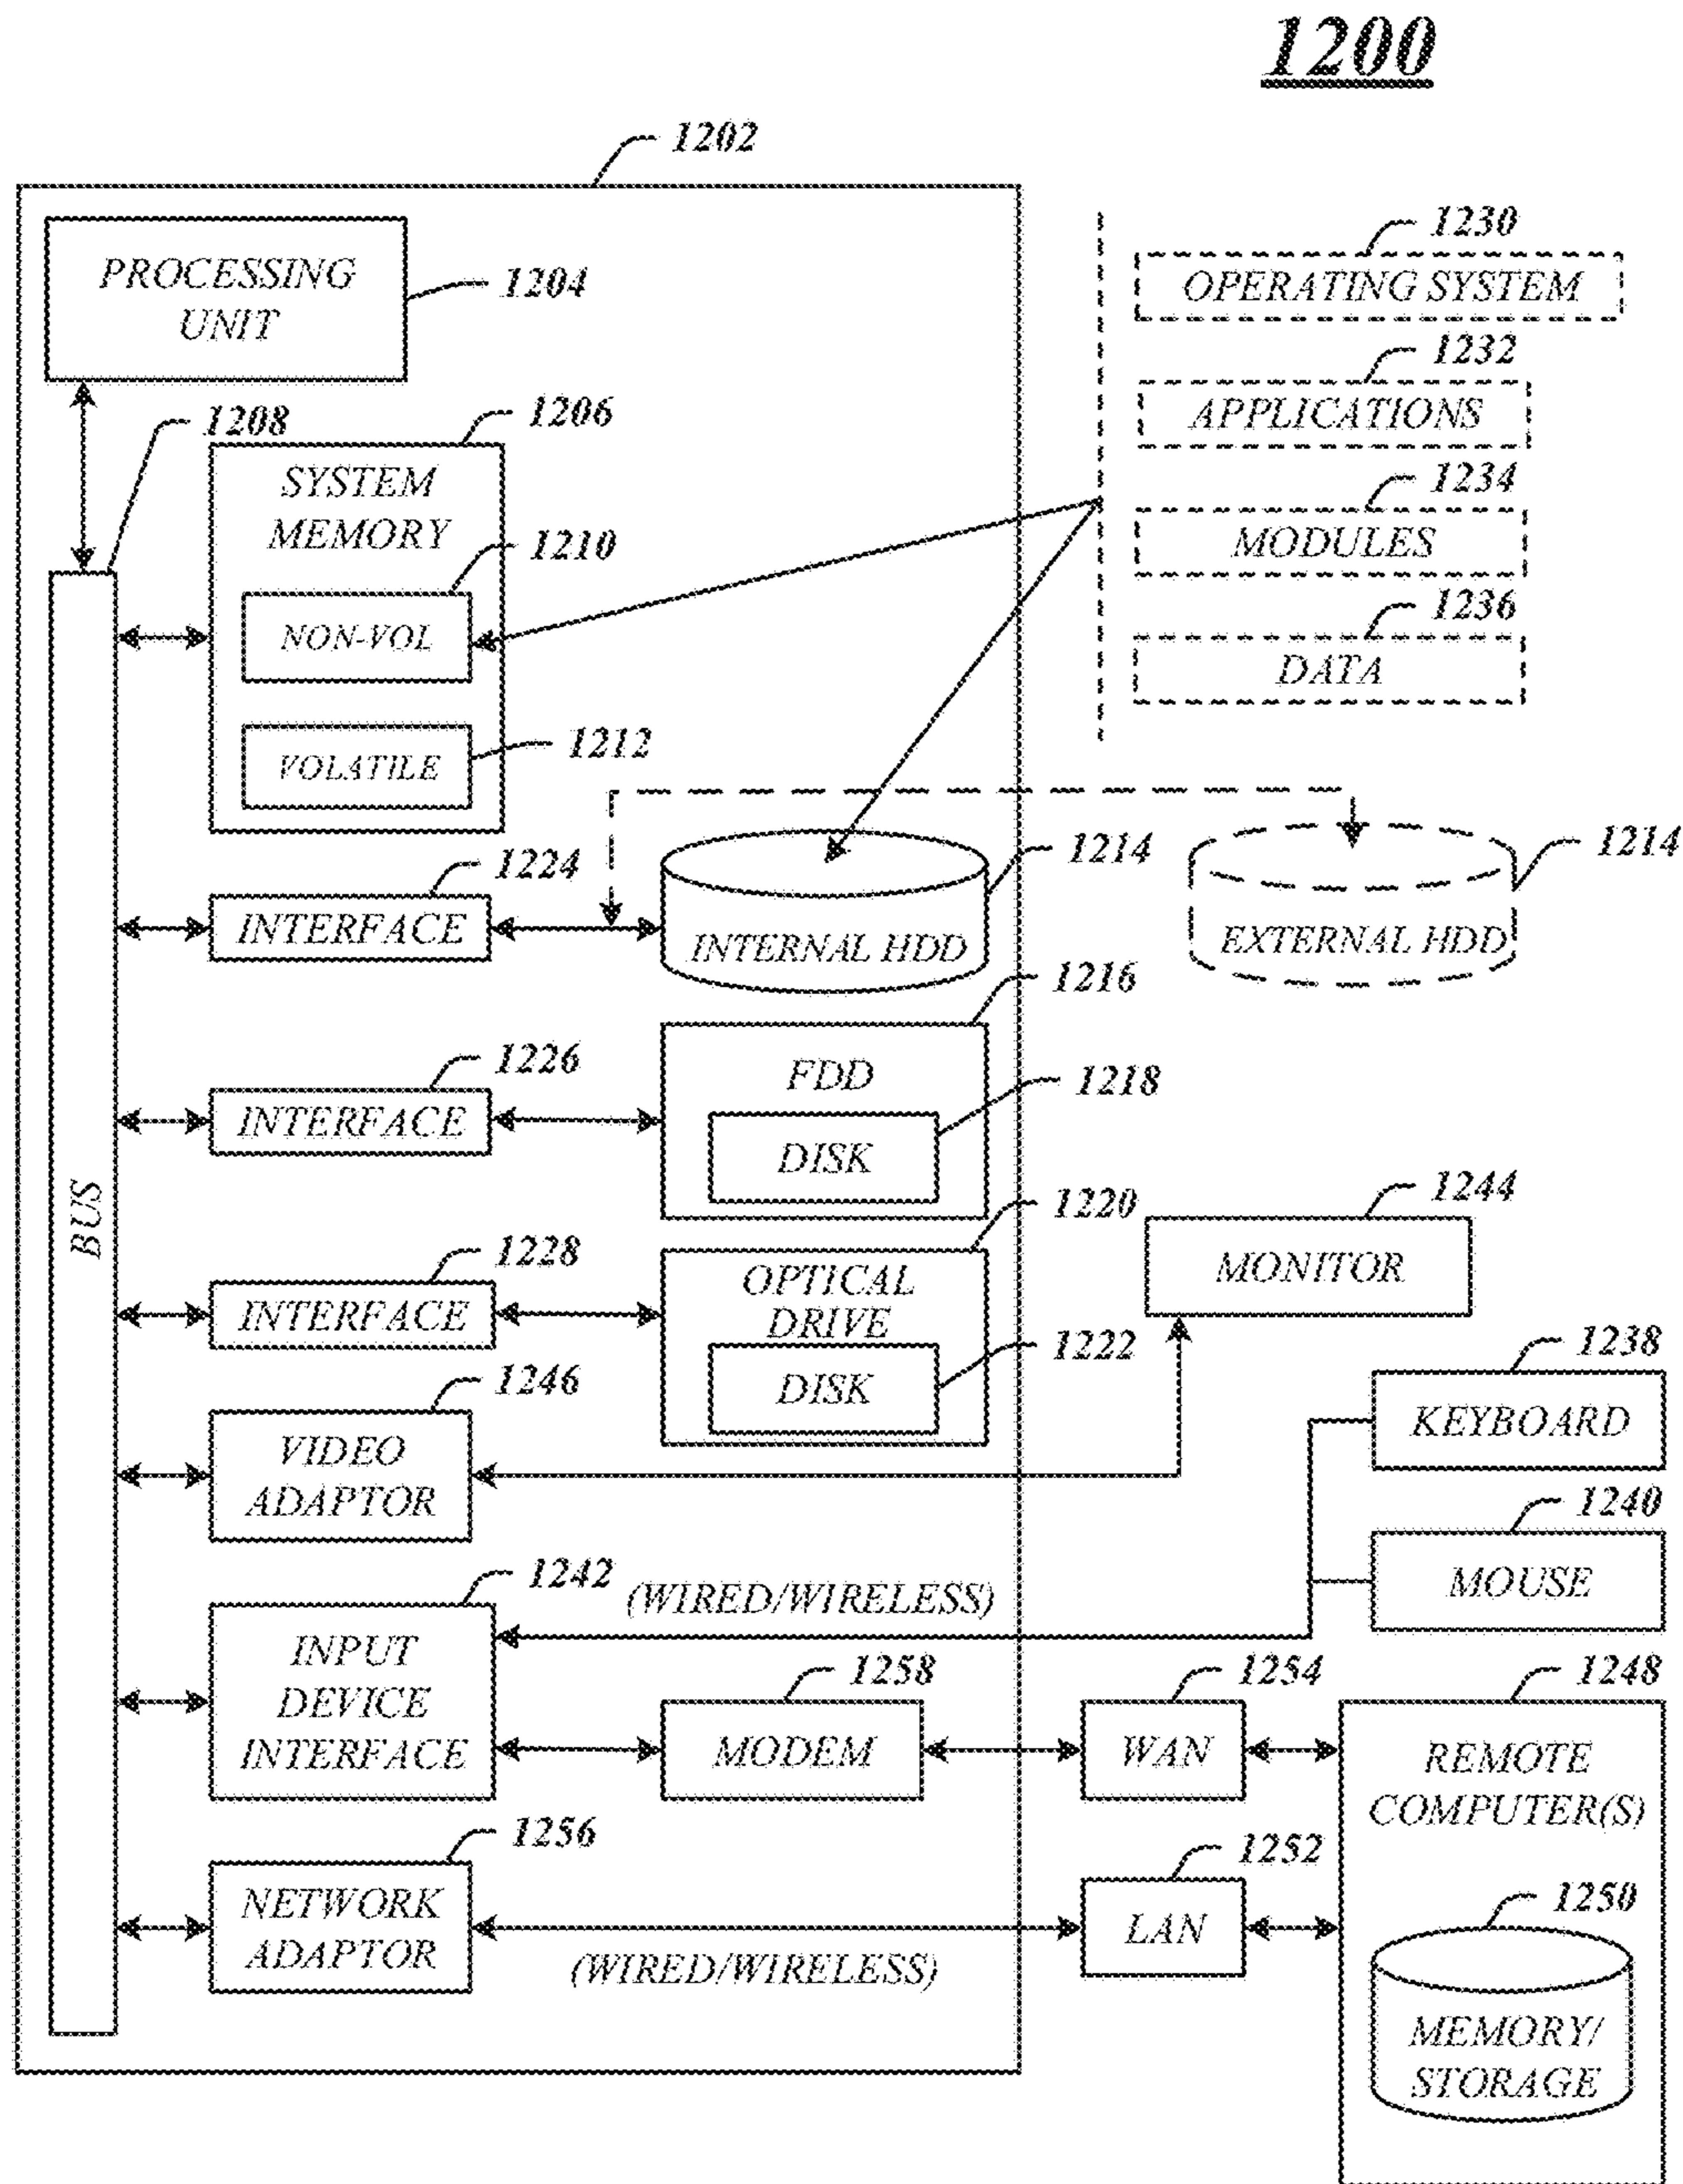 1200
1202
PROCESSING
UNIT
1204
1230
OPERATING SYSTEM
1232
APPLICATIONS
1234
MODULES
1236
DATA
1208
1206
SYSTEM
MEMORY
1210
NON-VOL
1212
VOLATILE
1224
INTERFACE
1214
INTERNAL HDD
1214
EXTERNAL HDD
1216
FDD
1218
DISK
1226
INTERFACE
BUS
1228
INTERFACE
1220
OPTICAL
DRIVE
1222
DISK
1244
MONITOR
1246
VIDEO
ADAPTOR
1238
KEYBOARD
1240
MOUSE
1242
(WIRED/WIRELESS)
INPUT
DEVICE
INTERFACE
1258
MODEM
1254
WAN
1248
REMOTE
COMPUTER(S)
1256
NETWORK
ADAPTOR
(WIRED/WIRELESS)
1252
LAN
1250
MEMORY/
STORAGE